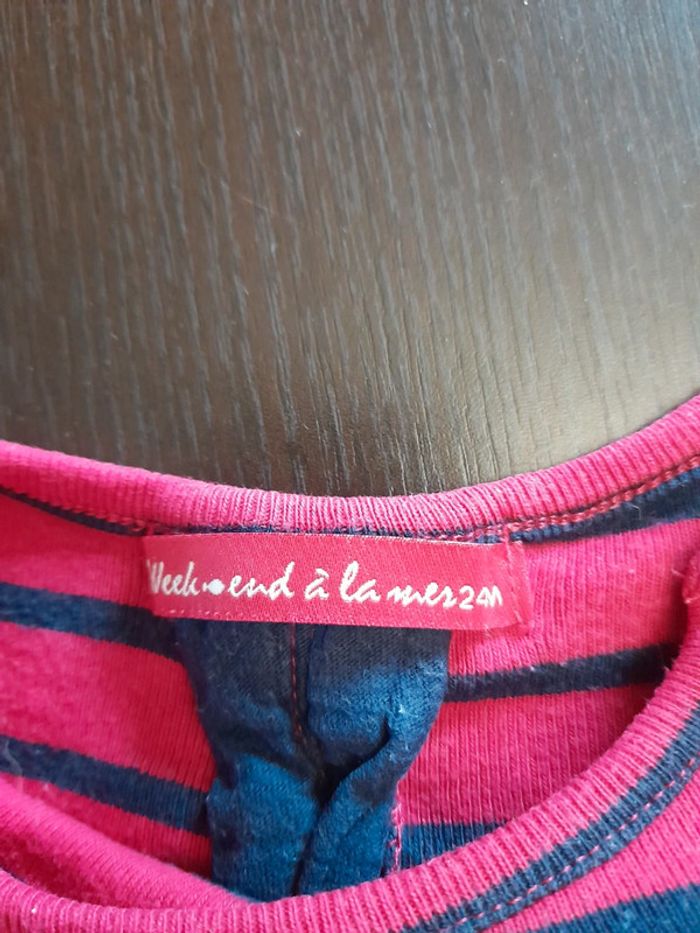 Week-end à la mer 24M